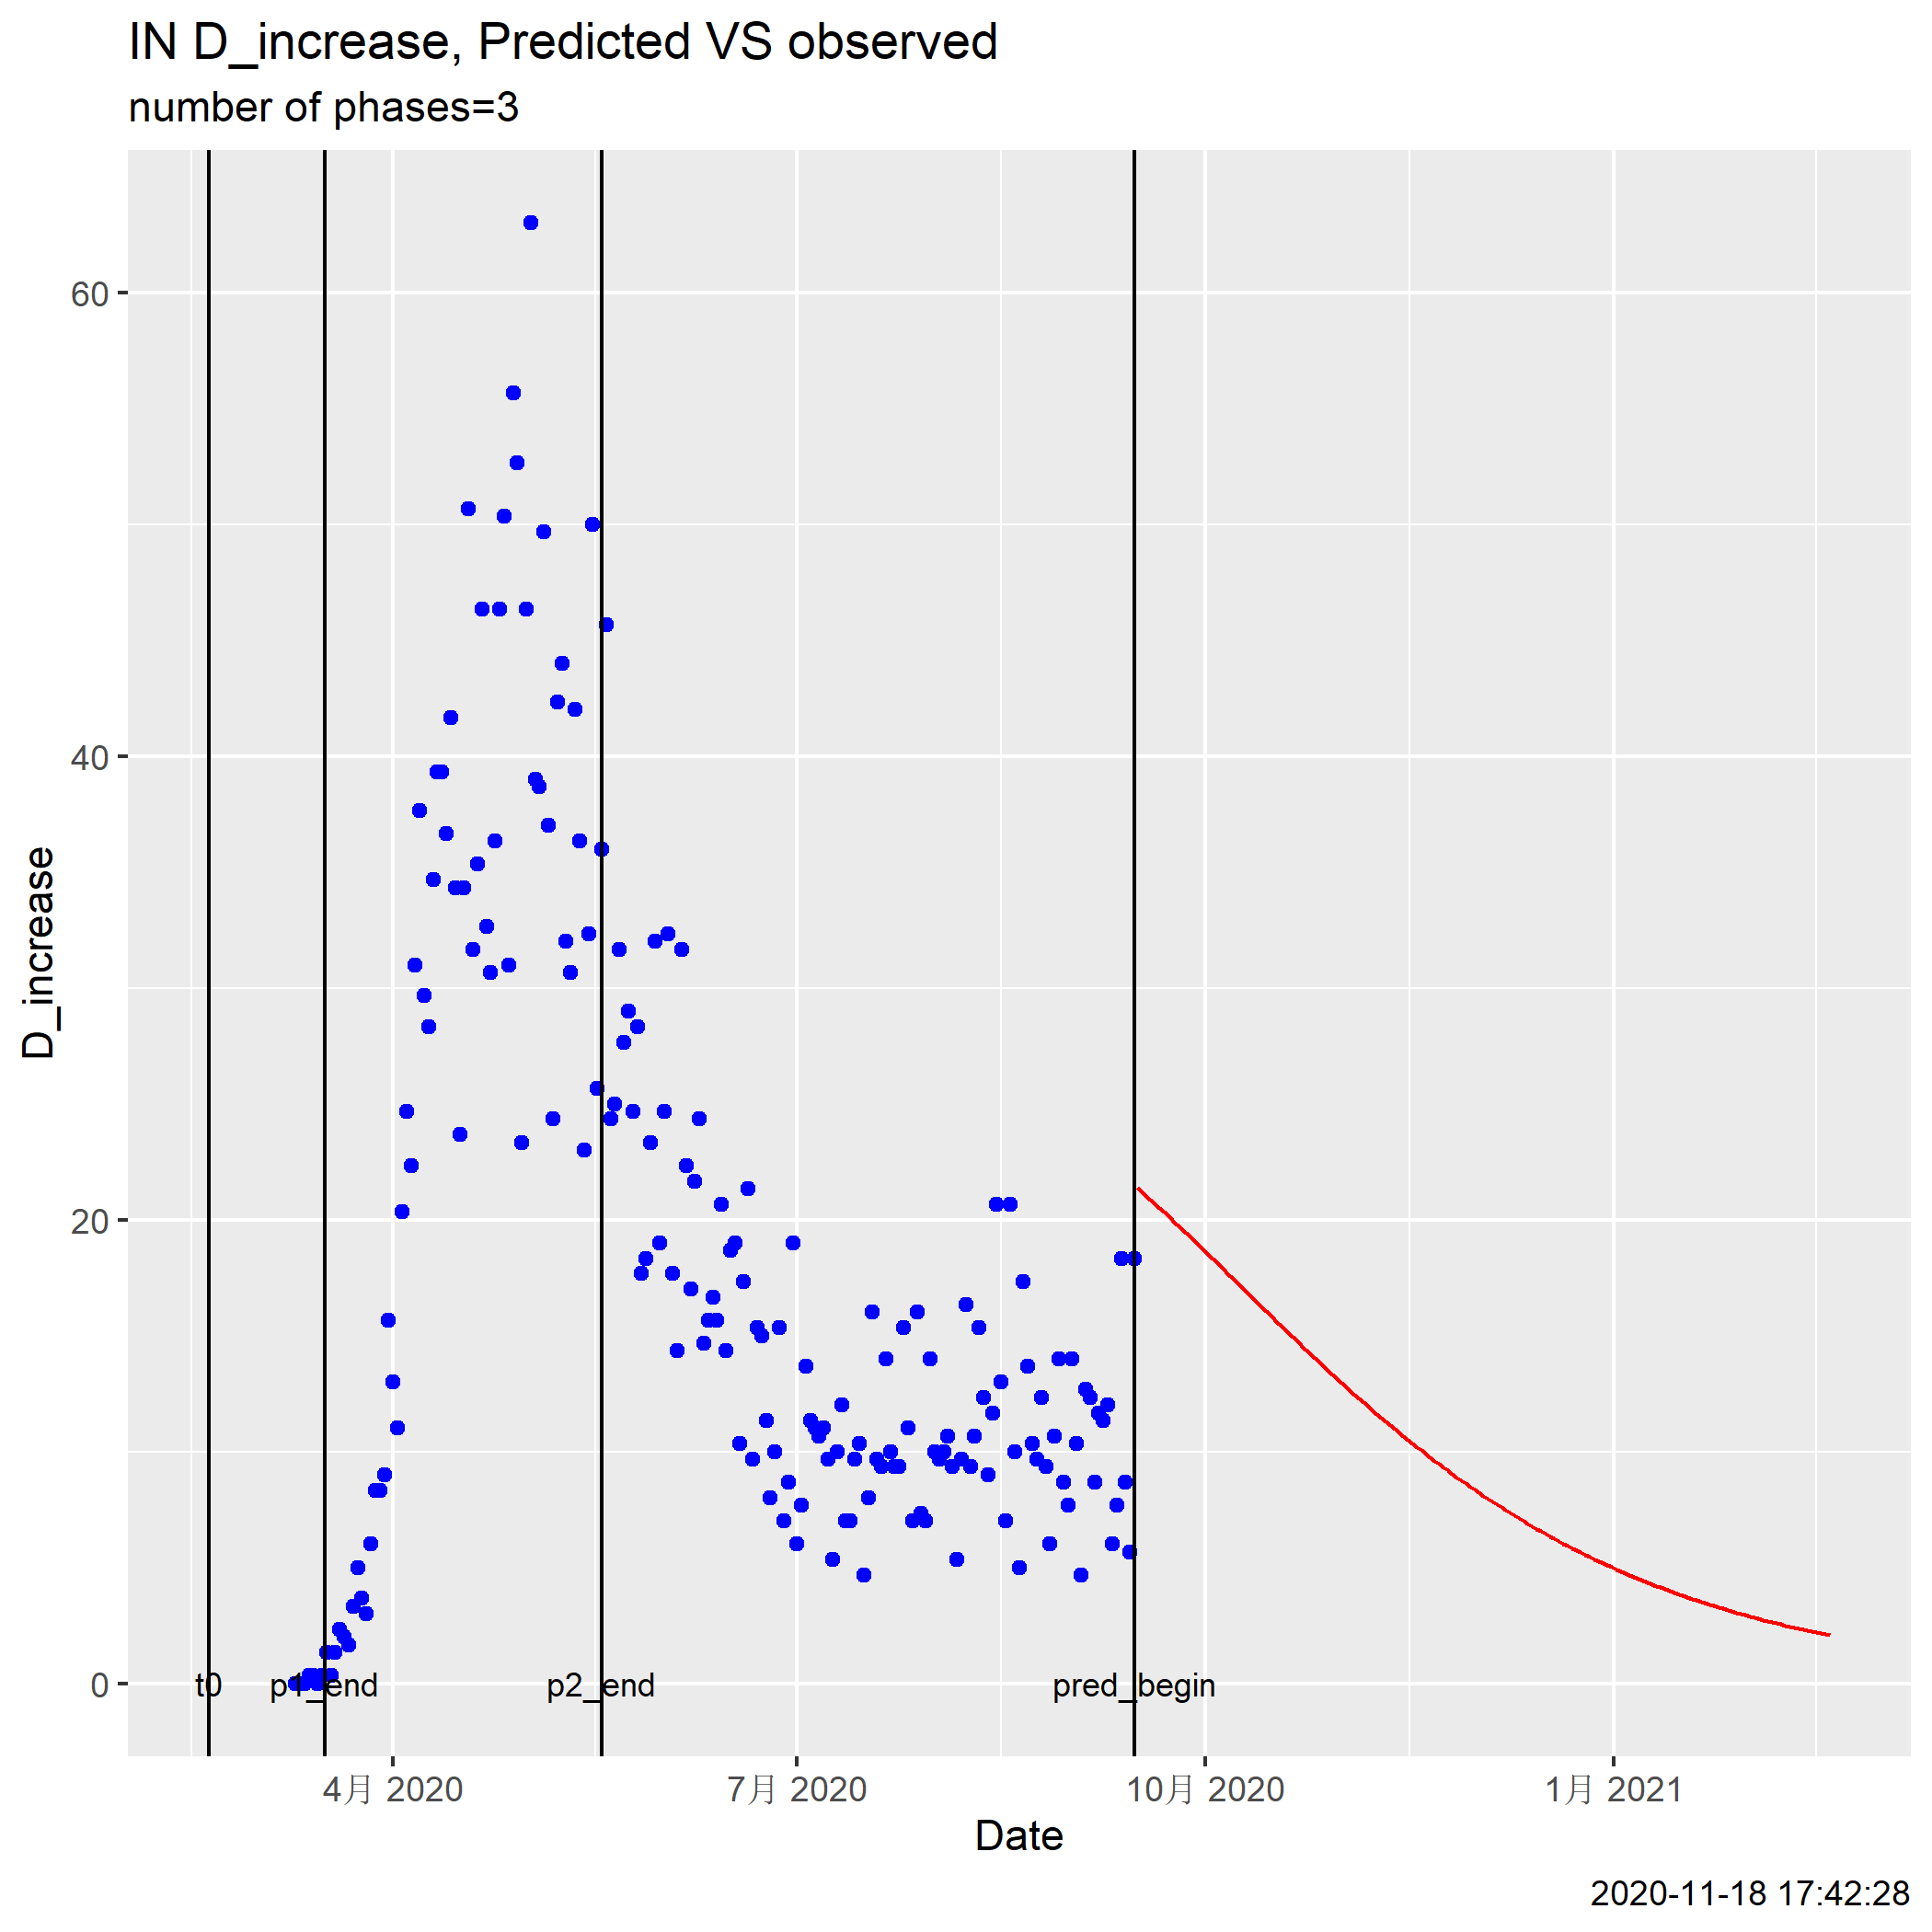 IN D_increase, Predicted VS observed
number of phases=3
60
40
20
0
D_increase
t0
p1_end
p2_end
pred_begin
4月 2020
7月 2020
10月 2020
1月 2021
Date
2020-11-18 17:42:28